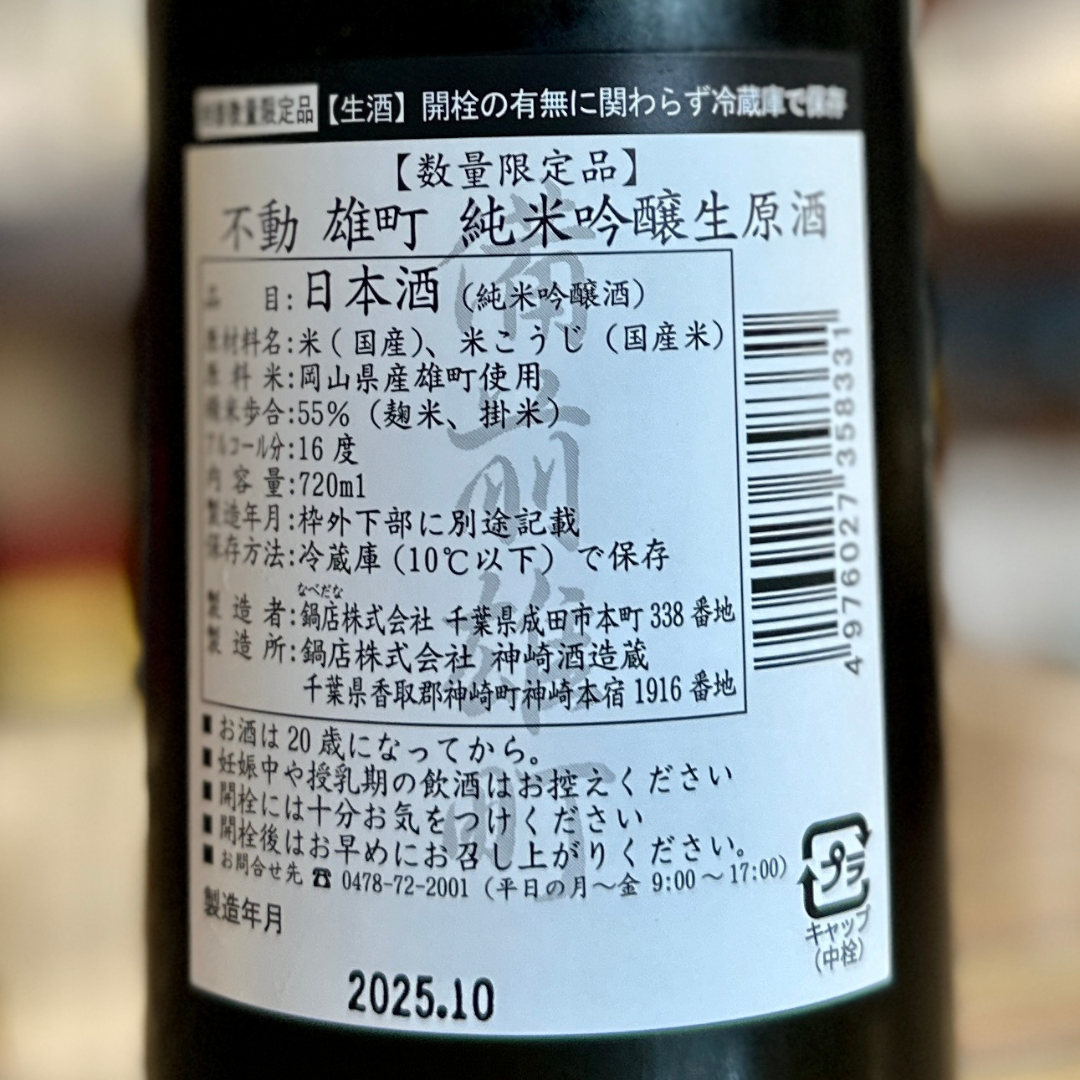 数量限定品【生酒】開栓の有無に関わらず冷蔵庫で保存
【数量限定品】
不動 雄町 純米吟醸生原酒
品 目:日本酒(純米吟醸酒)
原材料名:米(国産)、米こうじ(国産米)
原料米:岡山県産雄町使用
精米歩合:55%(麹米、掛米)
アルコール分:16度
内容量:720ml
製造年月:枠外下部に別途記載
保存方法:冷蔵庫(10℃以下)で保存
なべだな
製造者:鍋店株式会社 千葉県成田市本町338番地
製造所:鍋店株式会社 神崎酒造蔵
千葉県香取郡神崎町神崎本宿1916番地
■お酒は20歳になってから。
■妊娠中や授乳期の飲酒はお控えください
■開栓には十分お気をつけください
■開栓後はお早めにお召し上がりください。
■お問合せ先 ☎ 0478-72-2001(平日の月〜金 9:00〜17:00)
製造年月
2025.10
備前雄町
4976027358331
プラ
キャップ
(中栓)